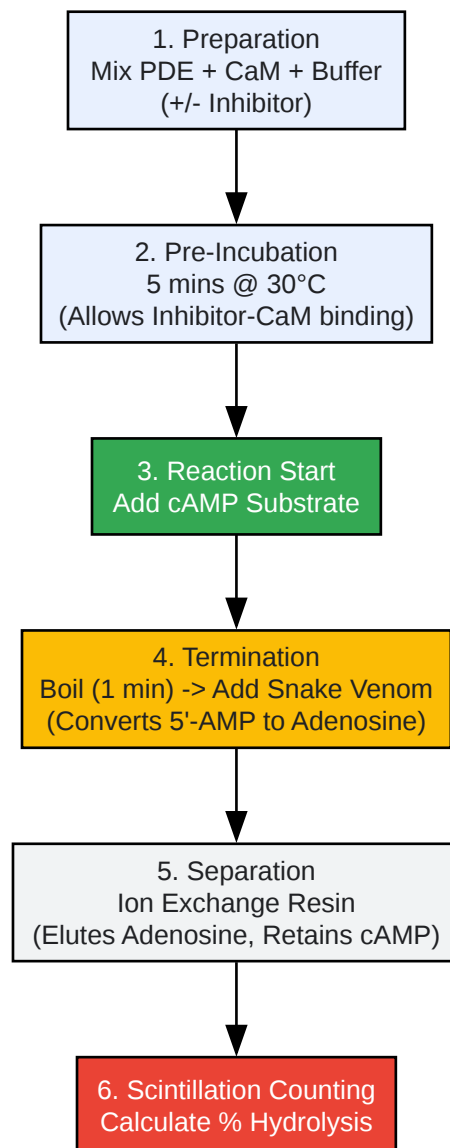 1. Preparation
Mix PDE + CaM + Buffer
(+/- Inhibitor)
2. Pre-Incubation
5 mins @ 30°C
(Allows Inhibitor-CaM binding)
3. Reaction Start
Add cAMP Substrate
4. Termination
Boil (1 min) -> Add Snake Venom
(Converts 5'-AMP to Adenosine)
5. Separation
Ion Exchange Resin
(Elutes Adenosine, Retains cAMP)
6. Scintillation Counting
Calculate % Hydrolysis